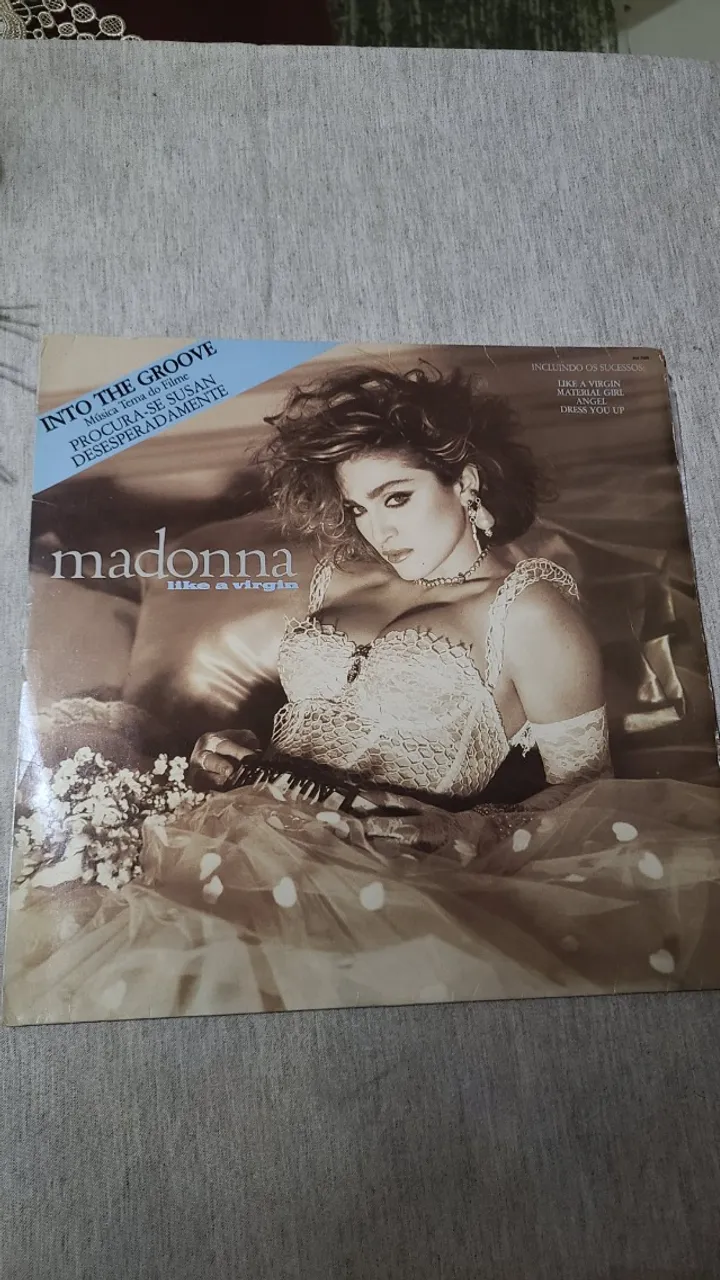 INTO THE GROOVE
Música Tema do Filme
PROCURA-SE SUSAN
DESESPERADAMENTE
INCLUINDO OS SUCESSOS:
LIKE A VIRGIN
MATERIAL GIRL
ANGEL
DRESS YOU UP
madonna
like a virgin